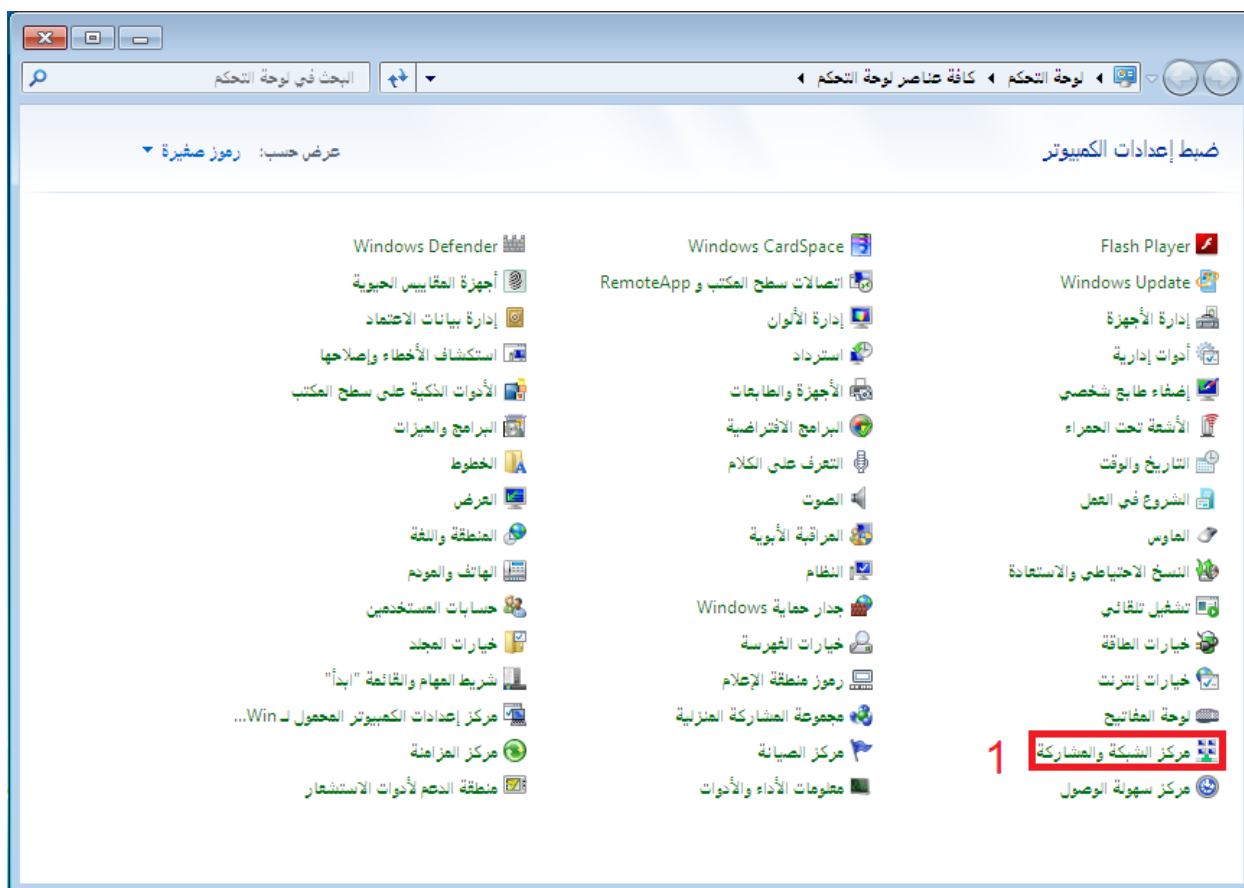 لوحة التحكم
كافة عناصر لوحة التحكم
البحث في لوحة التحكم
ضبط إعدادات الكمبيوتر
عرض حسب: رموز صغيرة
Flash Player
Windows CardSpace
Windows Defender
Windows Update
اتصالات سطح المكتب و RemoteApp
أجهزة المقاييس الحيوية
إدارة الأجهزة
إدارة الألوان
إدارة بيانات الاعتماد
أدوات إدارية
استرداد
استكشاف الأخطاء وإصلاحها
إضفاء طابع شخصي
الأجهزة والطابعات
الأدوات الذكية على سطح المكتب
الأشعة تحت الحمراء
البرامج الافتراضية
البرامج والميزات
التاريخ والوقت
التعرف على الكلام
الخطوط
الشروع في العمل
الصوت
العرض
الماوس
المراقبة الأبوية
المنطقة واللغة
النسخ الاحتياطي والاستعادة
النظام
الهاتف والمودم
تشغيل تلقائي
جدار حماية Windows
حسابات المستخدمين
خيارات الطاقة
خيارات الفهرسة
خيارات المجلد
خيارات إنترنت
رموز منطقة الإعلام
شريط المهام والقائمة "ابدأ"
لوحة المفاتيح
مجموعة المشاركة المنزلية
مركز إعدادات الكمبيوتر المحمول لـ Win...
مركز الشبكة والمشاركة
1
مركز الصيانة
مركز المزامنة
مركز سهولة الوصول
معلومات الأداء والأدوات
منطقة الدعم لأدوات الاستشعار